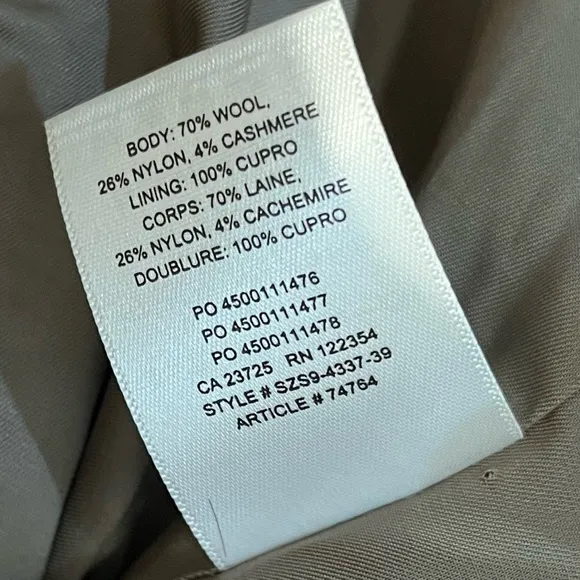 BODY: 70% WOOL,
26% NYLON, 4% CASHMERE
LINING: 100% CUPRO
CORPS: 70% LAINE,
26% NYLON, 4% CACHEMIRE
DOUBLURE: 100% CUPRO
PO 4500111476
PO 4500111477
PO 4500111478
CA 23725 RN 122354
STYLE # SZS9-4337-39
ARTICLE # 74764